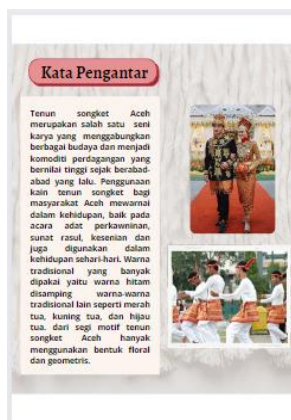 Kata Pengantar
Tenun songket Aceh
merupakan salah satu seni
karya yang menggabungkan
berbagai budaya dan menjadi
komoditi perdagangan yang
bernilai tinggi sejak berabad-
abad yang lalu. Penggunaan
kain tenun songket bagi
masyarakat Aceh mewarnai
dalam kehidupan, baik pada
acara adat perkawninan,
sunat rasul, kesenian dan
juga digunakan dalam
kehidupan sehari-hari. Warna
tradisional yang banyak
dipakai yaitu warna hitam
disamping warna-warna
tradisional lain seperti merah
tua, kuning tua, dan hijau
tua. dari segi motif tenun
songket Aceh hanyak
menggunakan bentuk floral
dan geometris.